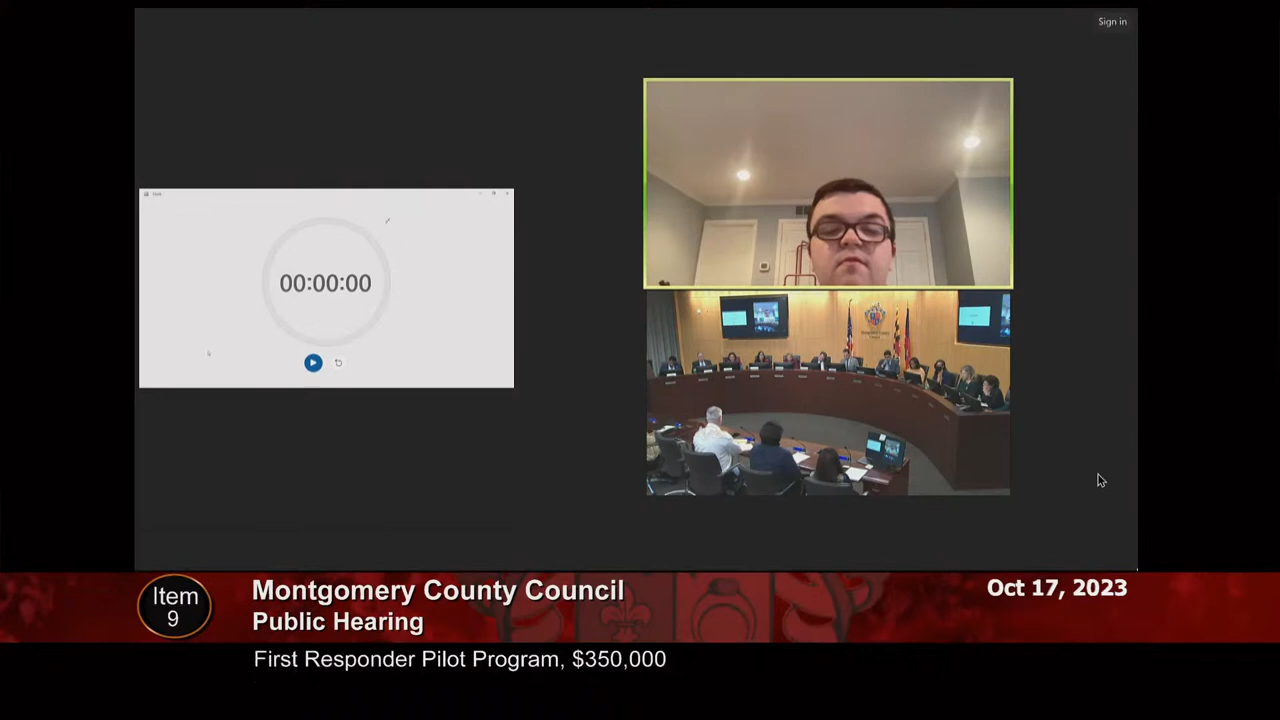 Sign in
00:00:00
Item
9
Montgomery County Council
Public Hearing
Oct 17, 2023
First Responder Pilot Program, $350,000